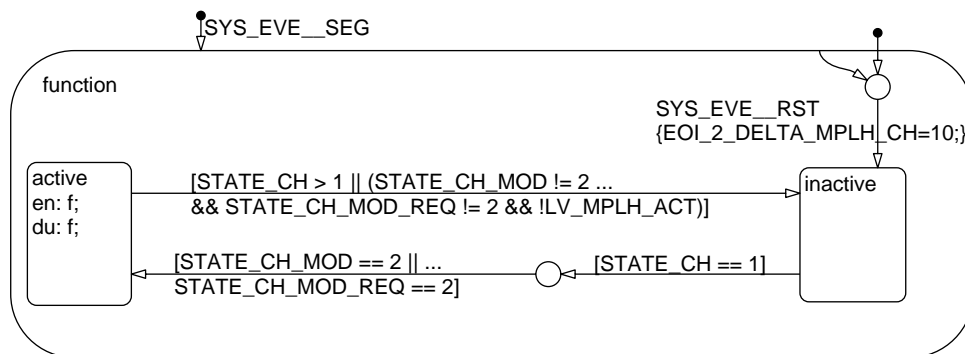 SYS_EVE__SEG
function
SYS_EVE__RST
{EOI_2_DELTA_MPLH_CH=10;}
active
en: f;
du: f;
[STATE_CH > 1 || (STATE_CH_MOD != 2 ...
&& STATE_CH_MOD_REQ != 2 && !LV_MPLH_ACT)]
inactive
[STATE_CH_MOD == 2 || ...
STATE_CH_MOD_REQ == 2]
[STATE_CH == 1]